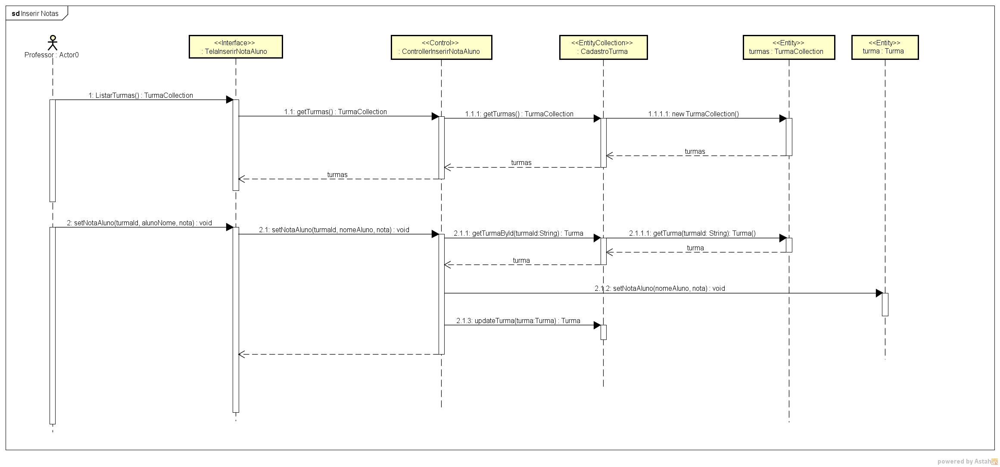 sd Inserir Notas
Professor : Actor0
<<Interface>>
: TelaInserirNotaAluno
<<Control>>
: ControllerInserirNotaAluno
<<EntityCollection>>
: CadastroTurma
<<Entity>>
turmas : TurmaCollection
<<Entity>>
turma : Turma
1: ListarTurmas() : TurmaCollection
1.1: getTurmas() : TurmaCollection
1.1.1: getTurmas() : TurmaCollection
1.1.1.1: new TurmaCollection()
turmas
turmas
turmas
2: setNotaAluno(turmaId, alunoNome, nota) : void
2.1: setNotaAluno(turmaId, nomeAluno, nota) : void
2.1.1: getTurmaById(turmaId:String) : Turma
2.1.1.1: getTurma(turmaId: String): Turma()
turma
turma
2.1.2: setNotaAluno(nomeAluno, nota) : void
2.1.3: updateTurma(turma:Turma) : Turma
powered by Astah